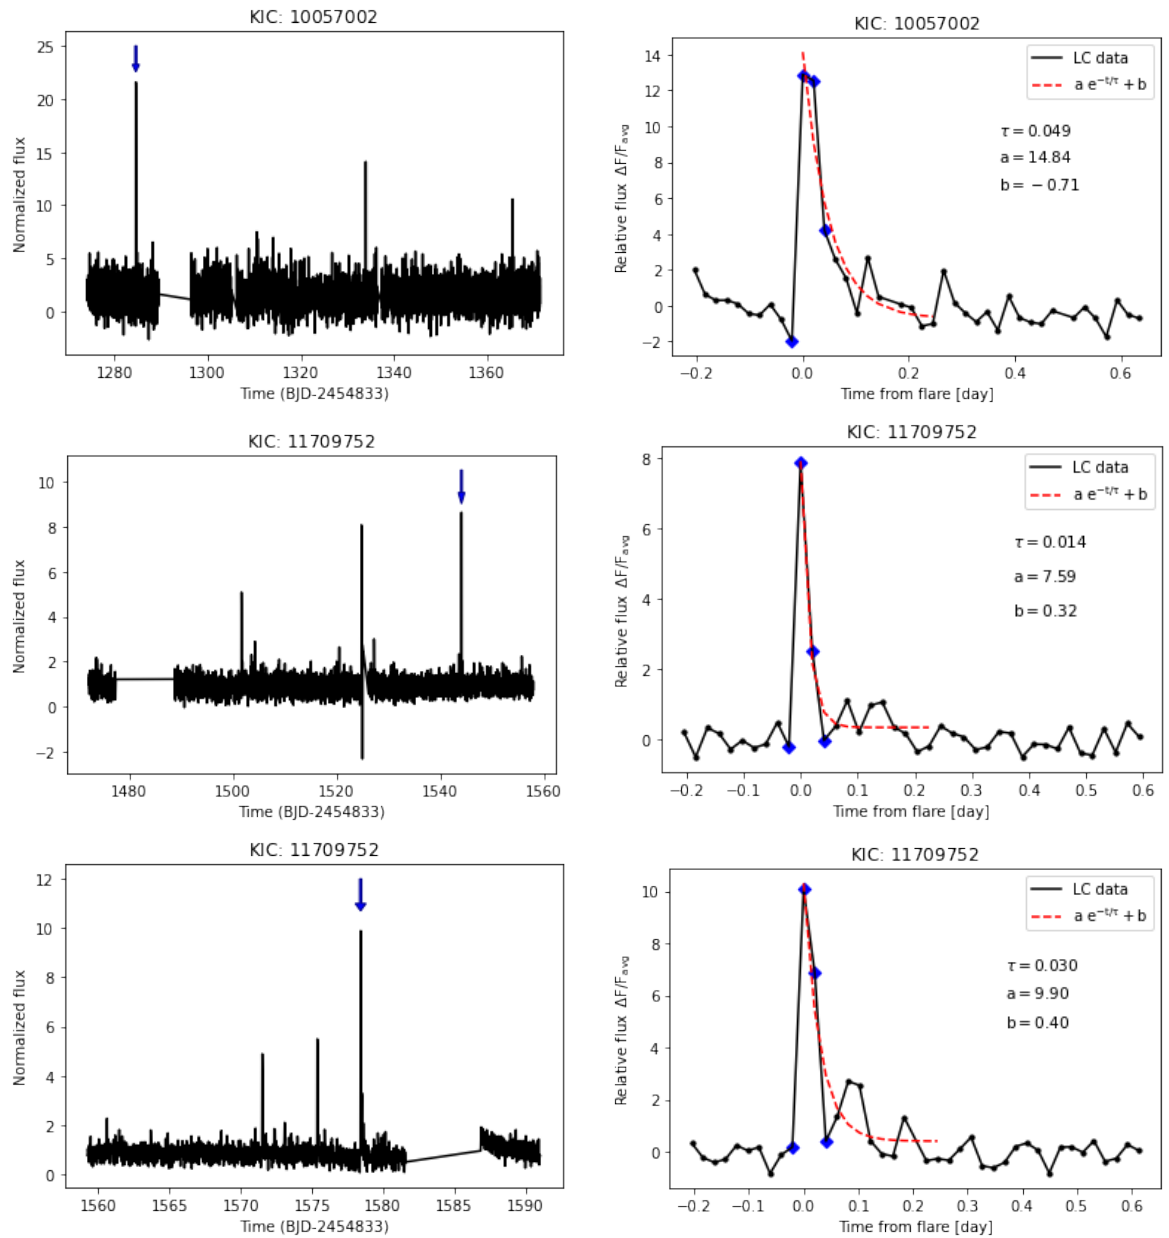 KIC: 10057002
25
20
15
10
5
0
Normalized flux
1280 1300 1320 1340 1360
Time (BJD-2454833)
KIC: 10057002
14
12
10
8
6
4
2
0
−2
Relative flux ΔF/F_avg
LC data
a e^{−t/τ} + b
τ = 0.049
a = 14.84
b = −0.71
−0.2 0.0 0.2 0.4 0.6
Time from flare [day]
KIC: 11709752
10
8
6
4
2
0
−2
Normalized flux
1480 1500 1520 1540 1560
Time (BJD-2454833)
KIC: 11709752
8
6
4
2
0
Relative flux ΔF/F_avg
LC data
a e^{−t/τ} + b
τ = 0.014
a = 7.59
b = 0.32
−0.2 −0.1 0.0 0.1 0.2 0.3 0.4 0.5 0.6
Time from flare [day]
KIC: 11709752
12
10
8
6
4
2
0
Normalized flux
1560 1565 1570 1575 1580 1585 1590
Time (BJD-2454833)
KIC: 11709752
10
8
6
4
2
0
Relative flux ΔF/F_avg
LC data
a e^{−t/τ} + b
τ = 0.030
a = 9.90
b = 0.40
−0.2 −0.1 0.0 0.1 0.2 0.3 0.4 0.5 0.6
Time from flare [day]